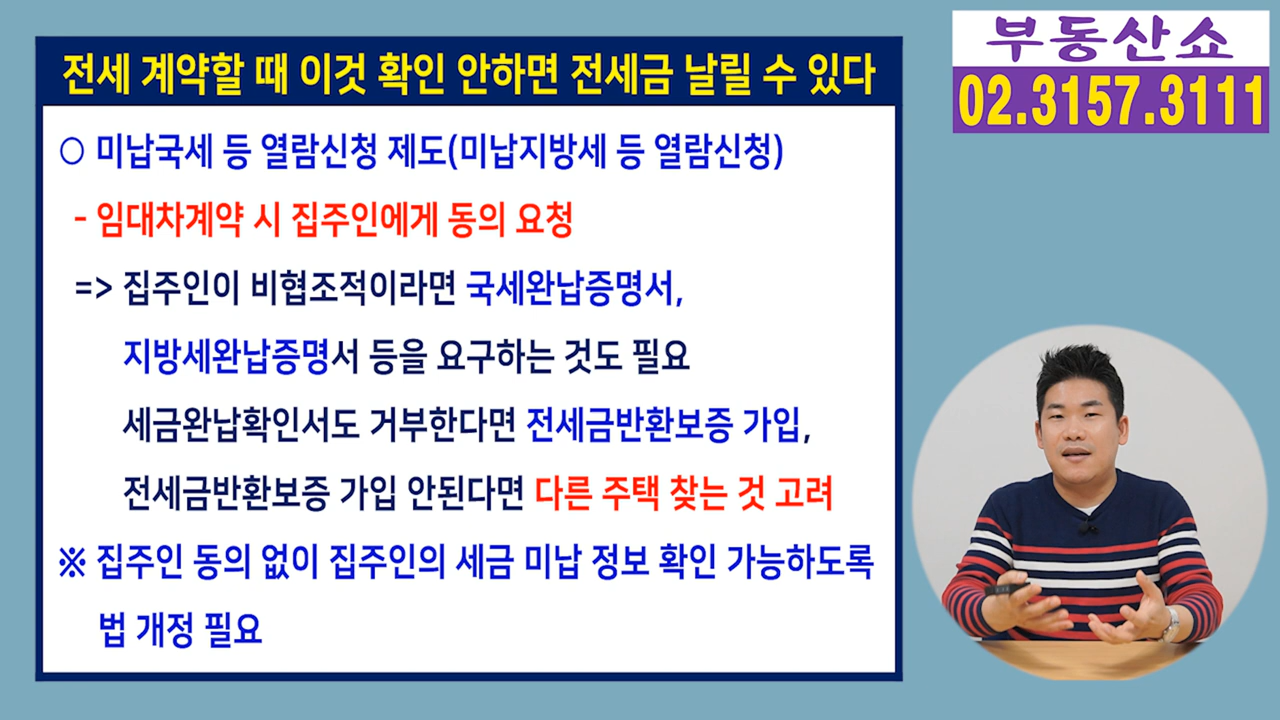 부동산쇼
02.3157.3111
전세 계약할 때 이것 확인 안하면 전세금 날릴 수 있다
○ 미납국세 등 열람신청 제도(미납지방세 등 열람신청)
- 임대차계약 시 집주인에게 동의 요청
=> 집주인이 비협조적이라면 국세완납증명서,
지방세완납증명서 등을 요구하는 것도 필요
세금완납확인서도 거부한다면 전세금반환보증 가입,
전세금반환보증 가입 안된다면 다른 주택 찾는 것 고려
※ 집주인 동의 없이 집주인의 세금 미납 정보 확인 가능하도록
법 개정 필요